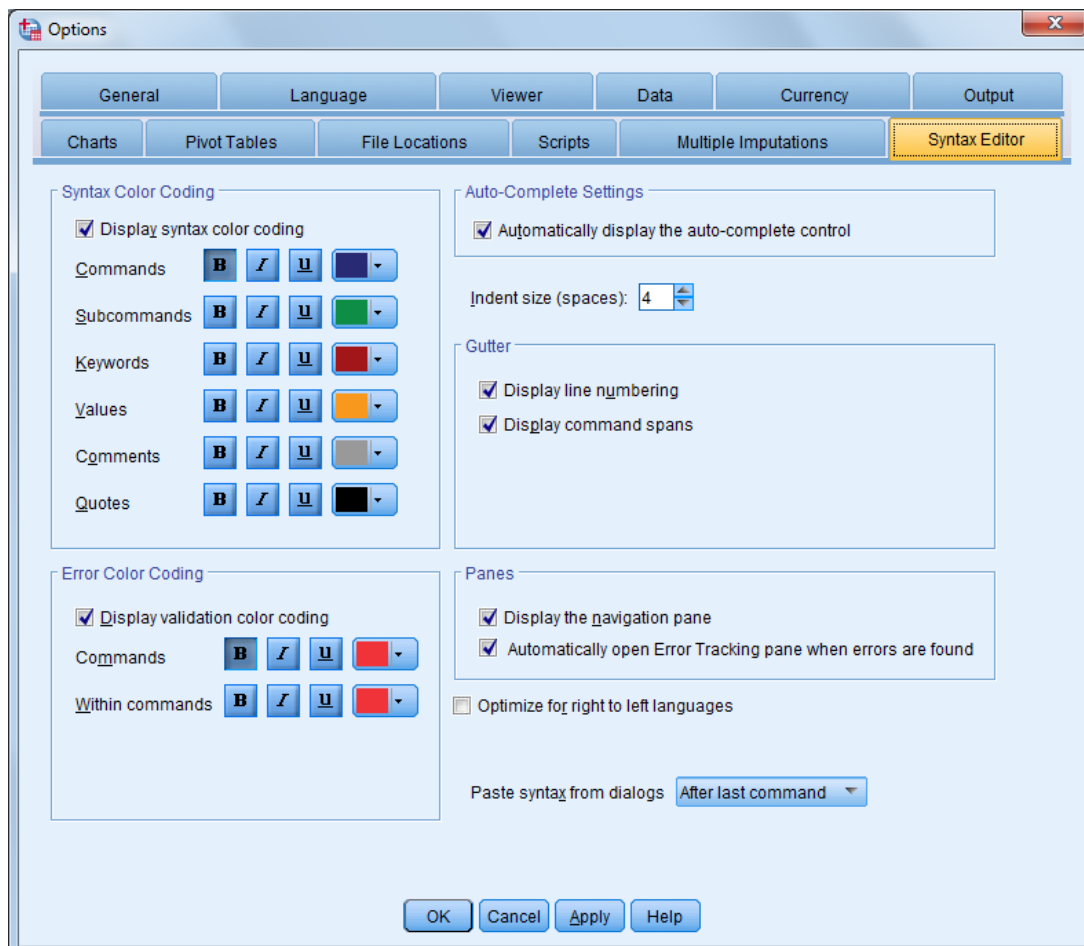 Options
General Language Viewer Data Currency Output
Charts Pivot Tables File Locations Scripts Multiple Imputations Syntax Editor
Syntax Color Coding
Display syntax color coding
Commands B I U
Subcommands B I U
Keywords B I U
Values B I U
Comments B I U
Quotes B I U
Error Color Coding
Display validation color coding
Commands B I U
Within commands B I U
Auto-Complete Settings
Automatically display the auto-complete control
Indent size (spaces): 4
Gutter
Display line numbering
Display command spans
Panes
Display the navigation pane
Automatically open Error Tracking pane when errors are found
Optimize for right to left languages
Paste syntax from dialogs After last command
OK Cancel Apply Help